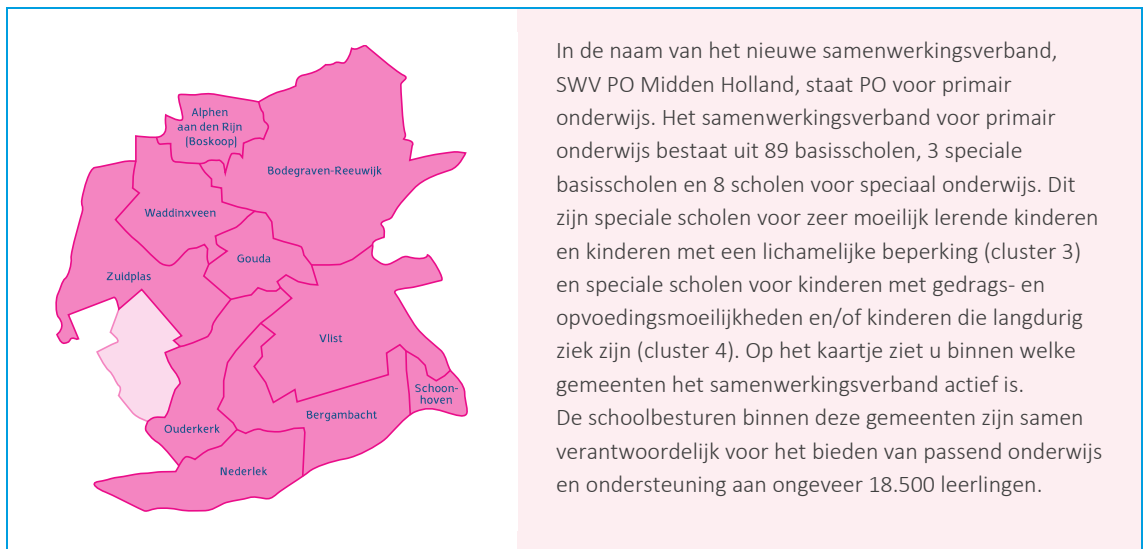 Alphen
aan den Rijn
(Boskoop)
Bodegraven-Reeuwijk
Waddinxveen
Gouda
Zuidplas
Vlist
Schoon-
hoven
Bergambacht
Ouderkerk
Nederlek
In de naam van het nieuwe samenwerkingsverband,
SWV PO Midden Holland, staat PO voor primair
onderwijs. Het samenwerkingsverband voor primair
onderwijs bestaat uit 89 basisscholen, 3 speciale
basisscholen en 8 scholen voor speciaal onderwijs. Dit
zijn speciale scholen voor zeer moeilijk lerende kinderen
en kinderen met een lichamelijke beperking (cluster 3)
en speciale scholen voor kinderen met gedrags- en
opvoedingsmoeilijkheden en/of kinderen die langdurig
ziek zijn (cluster 4). Op het kaartje ziet u binnen welke
gemeenten het samenwerkingsverband actief is.
De schoolbesturen binnen deze gemeenten zijn samen
verantwoordelijk voor het bieden van passend onderwijs
en ondersteuning aan ongeveer 18.500 leerlingen.